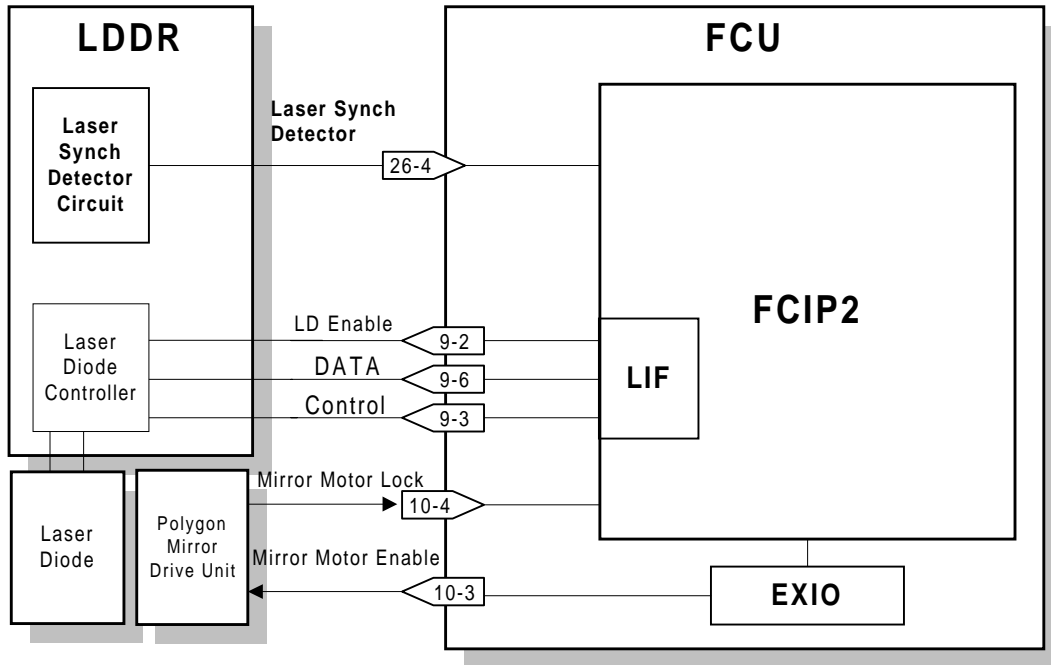 LDDR
FCU
Laser
Synch
Detector
Circuit
Laser Synch
Detector
26-4
FCIP2
Laser
Diode
Controller
LD Enable
9-2
DATA
9-6
Control
9-3
LIF
Mirror Motor Lock
10-4
Laser
Diode
Polygon
Mirror
Drive Unit
Mirror Motor Enable
10-3
EXIO